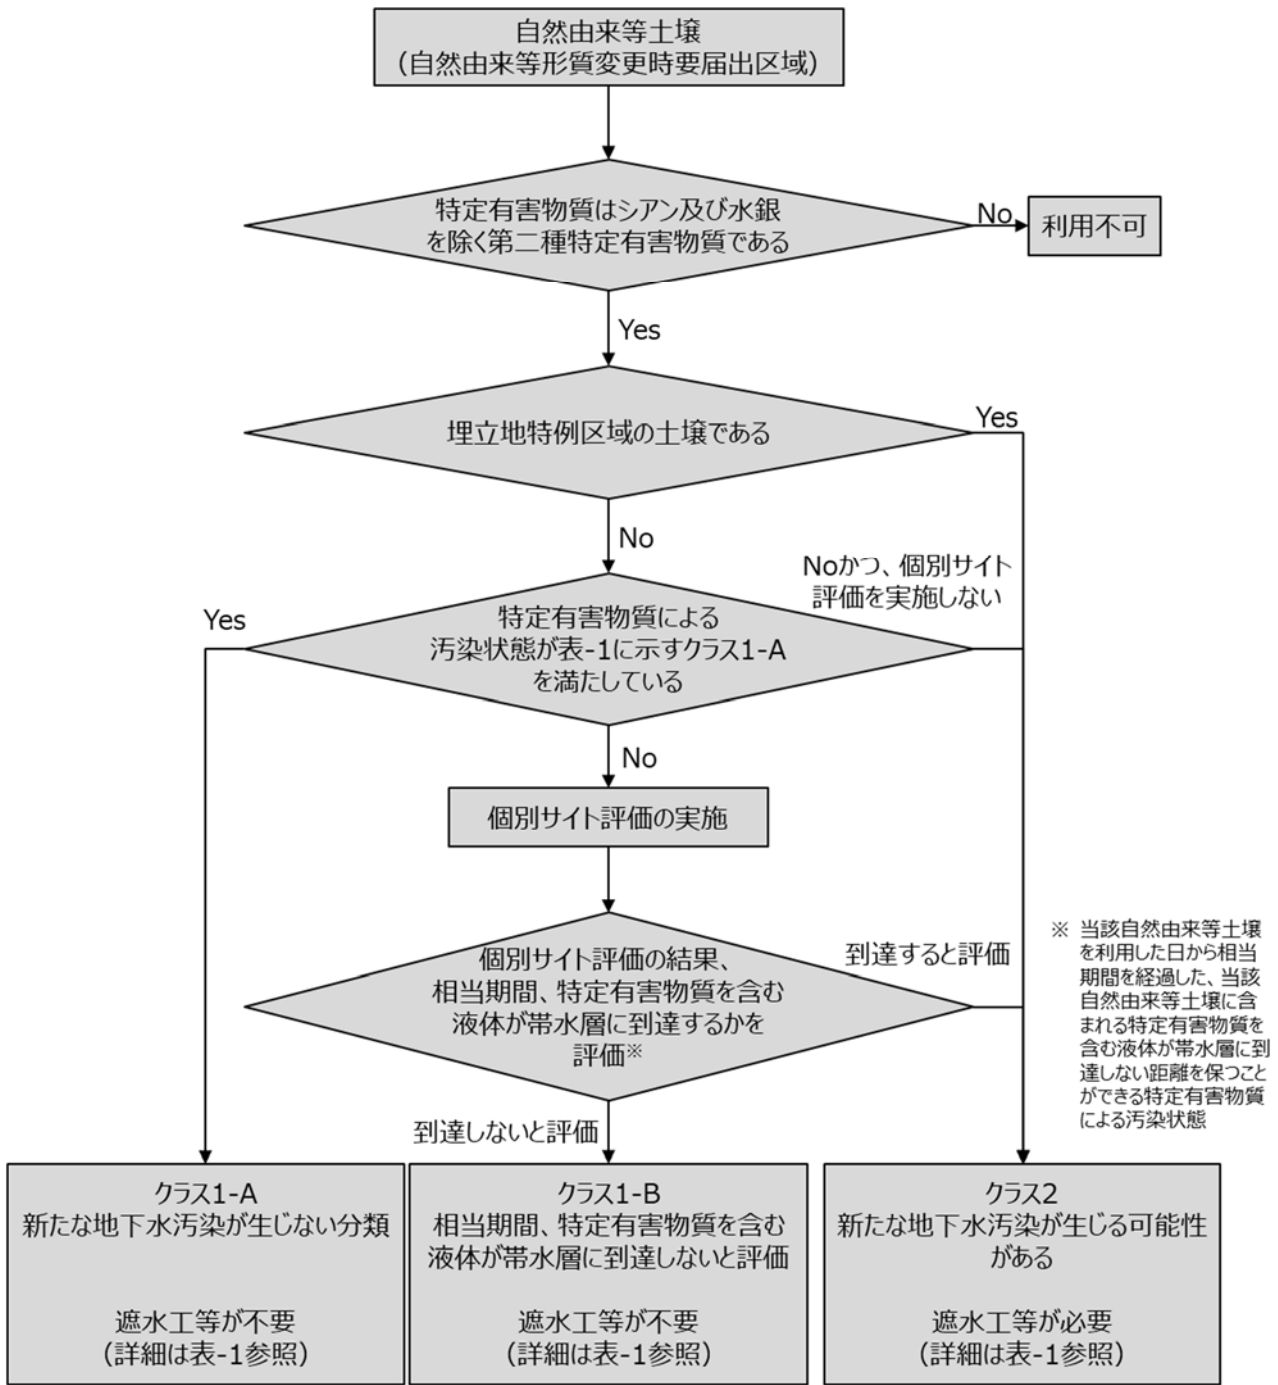 自然由来等土壌
(自然由来等形質変更時要届出区域)
特定有害物質はシアン及び水銀
を除く第二種特定有害物質である
No
利用不可
Yes
埋立地特例区域の土壌である
Yes
No
Noかつ、個別サイト
評価を実施しない
Yes
特定有害物質による
汚染状態が表-1に示すクラス1-A
を満たしている
No
個別サイト評価の実施
個別サイト評価の結果、
相当期間、特定有害物質を含む
液体が帯水層に到達するかを
評価※
到達すると評価
※ 当該自然由来等土壌
を利用した日から相当
期間を経過した、当該
自然由来等土壌に含
まれる特定有害物質を
含む液体が帯水層に到
達しない距離を保つこと
ができる特定有害物質
による汚染状態
到達しないと評価
クラス1-A
新たな地下水汚染が生じない分類
遮水工等が不要
(詳細は表-1参照)
クラス1-B
相当期間、特定有害物質を含む
液体が帯水層に到達しないと評価
遮水工等が不要
(詳細は表-1参照)
クラス2
新たな地下水汚染が生じる可能性
がある
遮水工等が必要
(詳細は表-1参照)